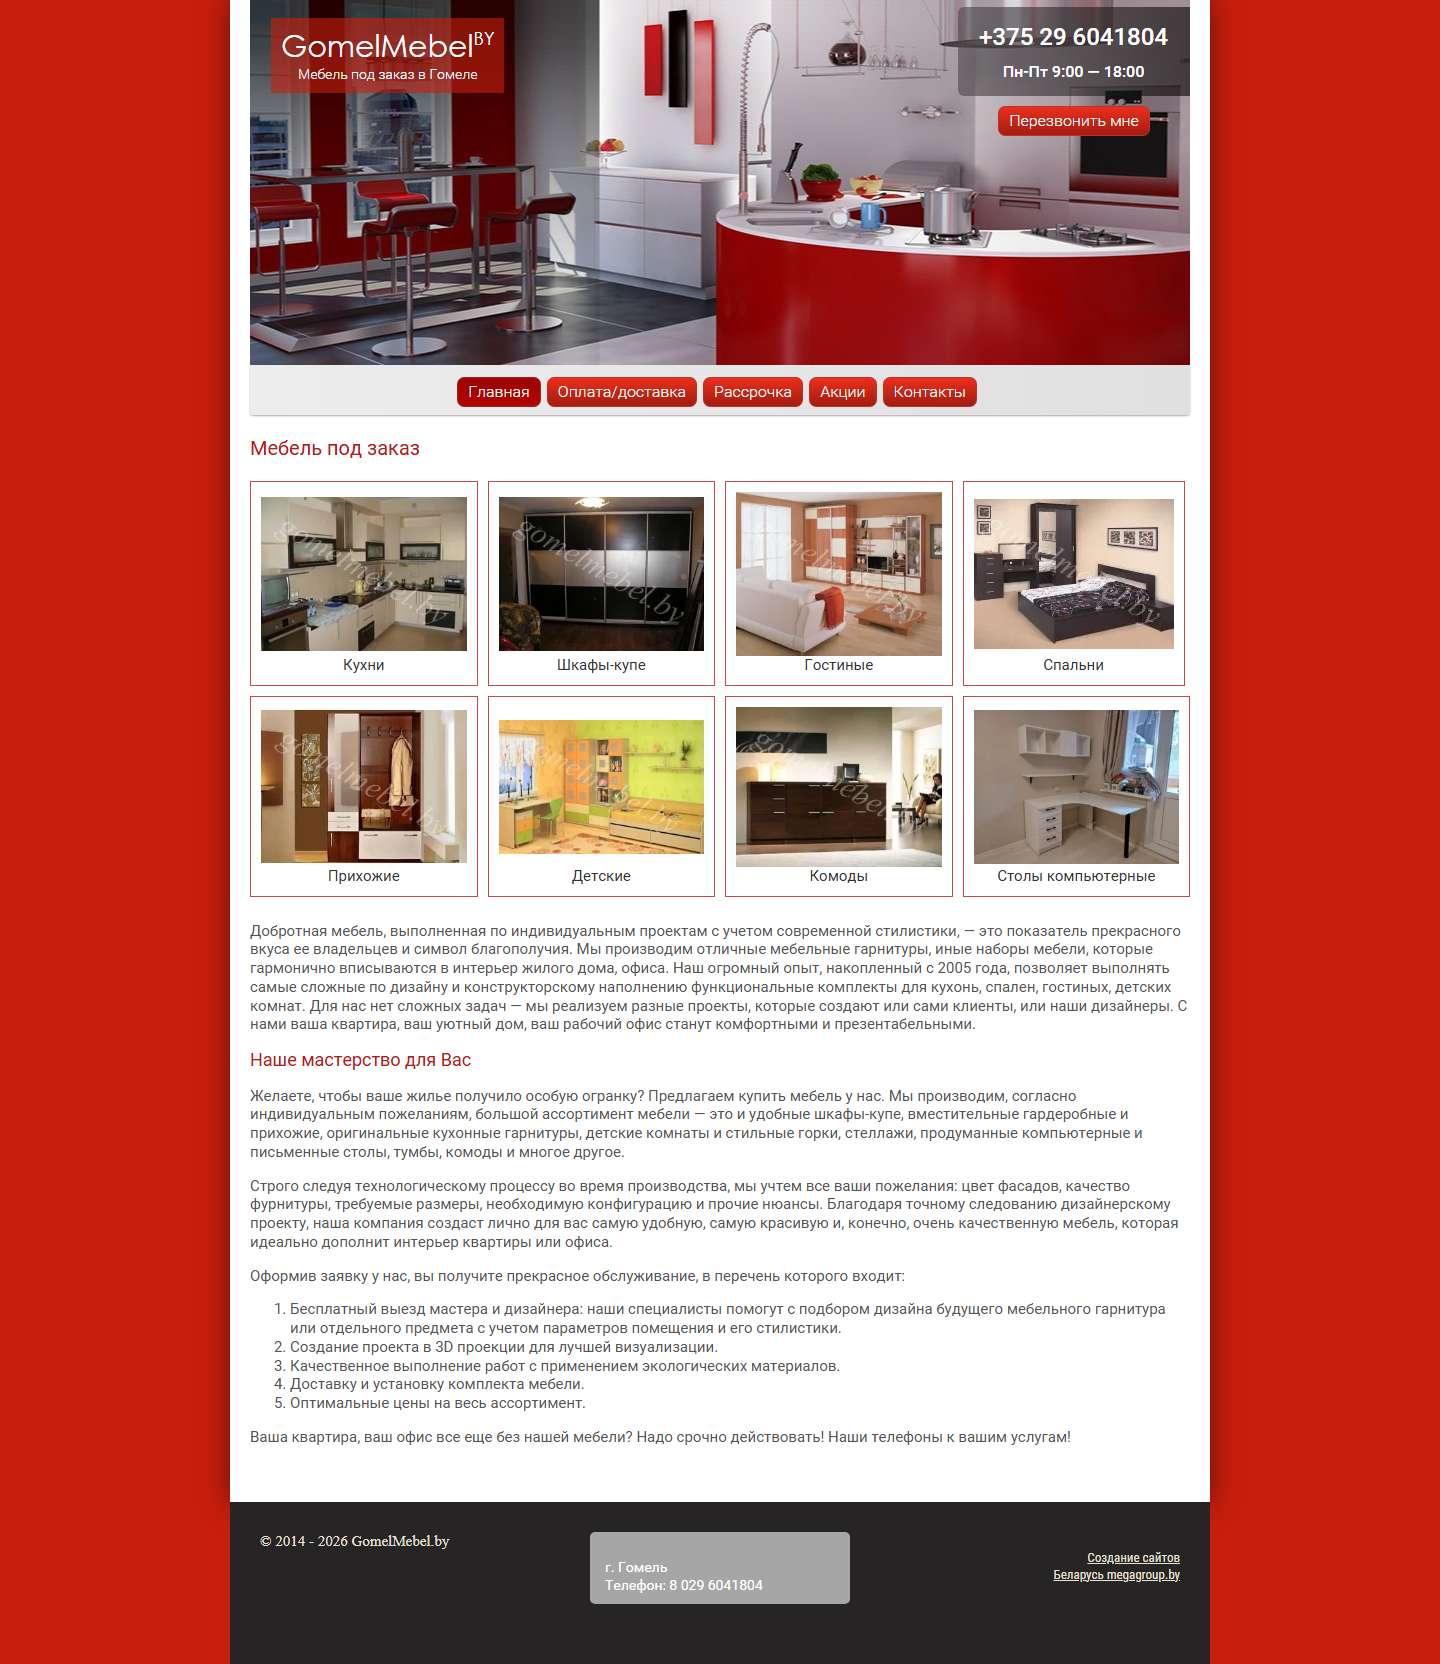 GomelMebelBY
Мебель под заказ в Гомеле
+375 29 6041804
Пн-Пт 9:00 — 18:00
Перезвонить мне
Главная
Оплата/доставка
Рассрочка
Акции
Контакты
Мебель под заказ
gomelmebel.by
gomelmebel.by
gomelmebel.by
gomelmebel.by
Кухни
Шкафы-купе
Гостиные
Спальни
gomelmebel.by
gomelmebel.by
gomelmebel.by
Прихожие
Детские
Комоды
Столы компьютерные
Добротная мебель, выполненная по индивидуальным проектам с учетом современной стилистики, — это показатель прекрасного
вкуса ее владельцев и символ благополучия. Мы производим отличные мебельные гарнитуры, иные наборы мебели, которые
гармонично вписываются в интерьер жилого дома, офиса. Наш огромный опыт, накопленный с 2005 года, позволяет выполнять
самые сложные по дизайну и конструкторскому наполнению функциональные комплекты для кухонь, спален, гостиных, детских
комнат. Для нас нет сложных задач — мы реализуем разные проекты, которые создают или сами клиенты, или наши дизайнеры. С
нами ваша квартира, ваш уютный дом, ваш рабочий офис станут комфортными и презентабельными.
Наше мастерство для Вас
Желаете, чтобы ваше жилье получило особую огранку? Предлагаем купить мебель у нас. Мы производим, согласно
индивидуальным пожеланиям, большой ассортимент мебели — это и удобные шкафы-купе, вместительные гардеробные и
прихожие, оригинальные кухонные гарнитуры, детские комнаты и стильные горки, стеллажи, продуманные компьютерные и
письменные столы, тумбы, комоды и многое другое.
Строго следуя технологическому процессу во время производства, мы учтем все ваши пожелания: цвет фасадов, качество
фурнитуры, требуемые размеры, необходимую конфигурацию и прочие нюансы. Благодаря точному следованию дизайнерскому
проекту, наша компания создаст лично для вас самую удобную, самую красивую и, конечно, очень качественную мебель, которая
идеально дополнит интерьер квартиры или офиса.
Оформив заявку у нас, вы получите прекрасное обслуживание, в перечень которого входит:
1. Бесплатный выезд мастера и дизайнера: наши специалисты помогут с подбором дизайна будущего мебельного гарнитура
или отдельного предмета с учетом параметров помещения и его стилистики.
2. Создание проекта в 3D проекции для лучшей визуализации.
3. Качественное выполнение работ с применением экологических материалов.
4. Доставку и установку комплекта мебели.
5. Оптимальные цены на весь ассортимент.
Ваша квартира, ваш офис все еще без нашей мебели? Надо срочно действовать! Наши телефоны к вашим услугам!
© 2014 - 2026 GomelMebel.by
г. Гомель
Телефон: 8 029 6041804
Создание сайтов
Беларусь megagroup.by